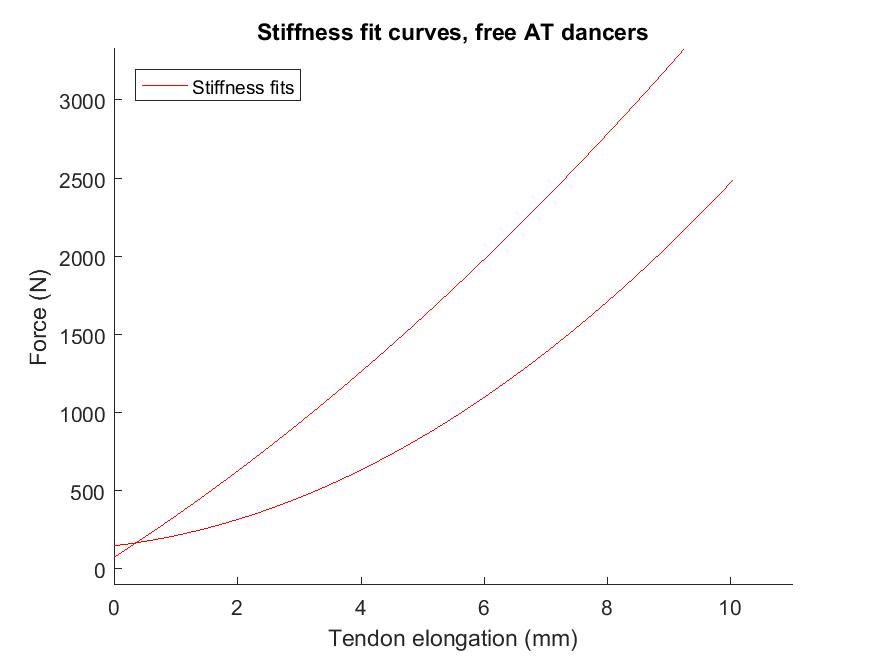 Stiffness fit curves, free AT dancers
Stiffness fits
3000
2500
2000
1500
1000
500
0
Force (N)
0 2 4 6 8 10
Tendon elongation (mm)